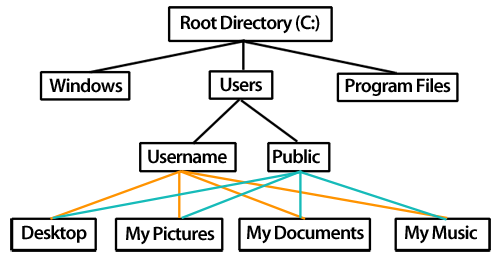 Root Directory (C:)
Windows
Users
Program Files
Username
Public
Desktop
My Pictures
My Documents
My Music